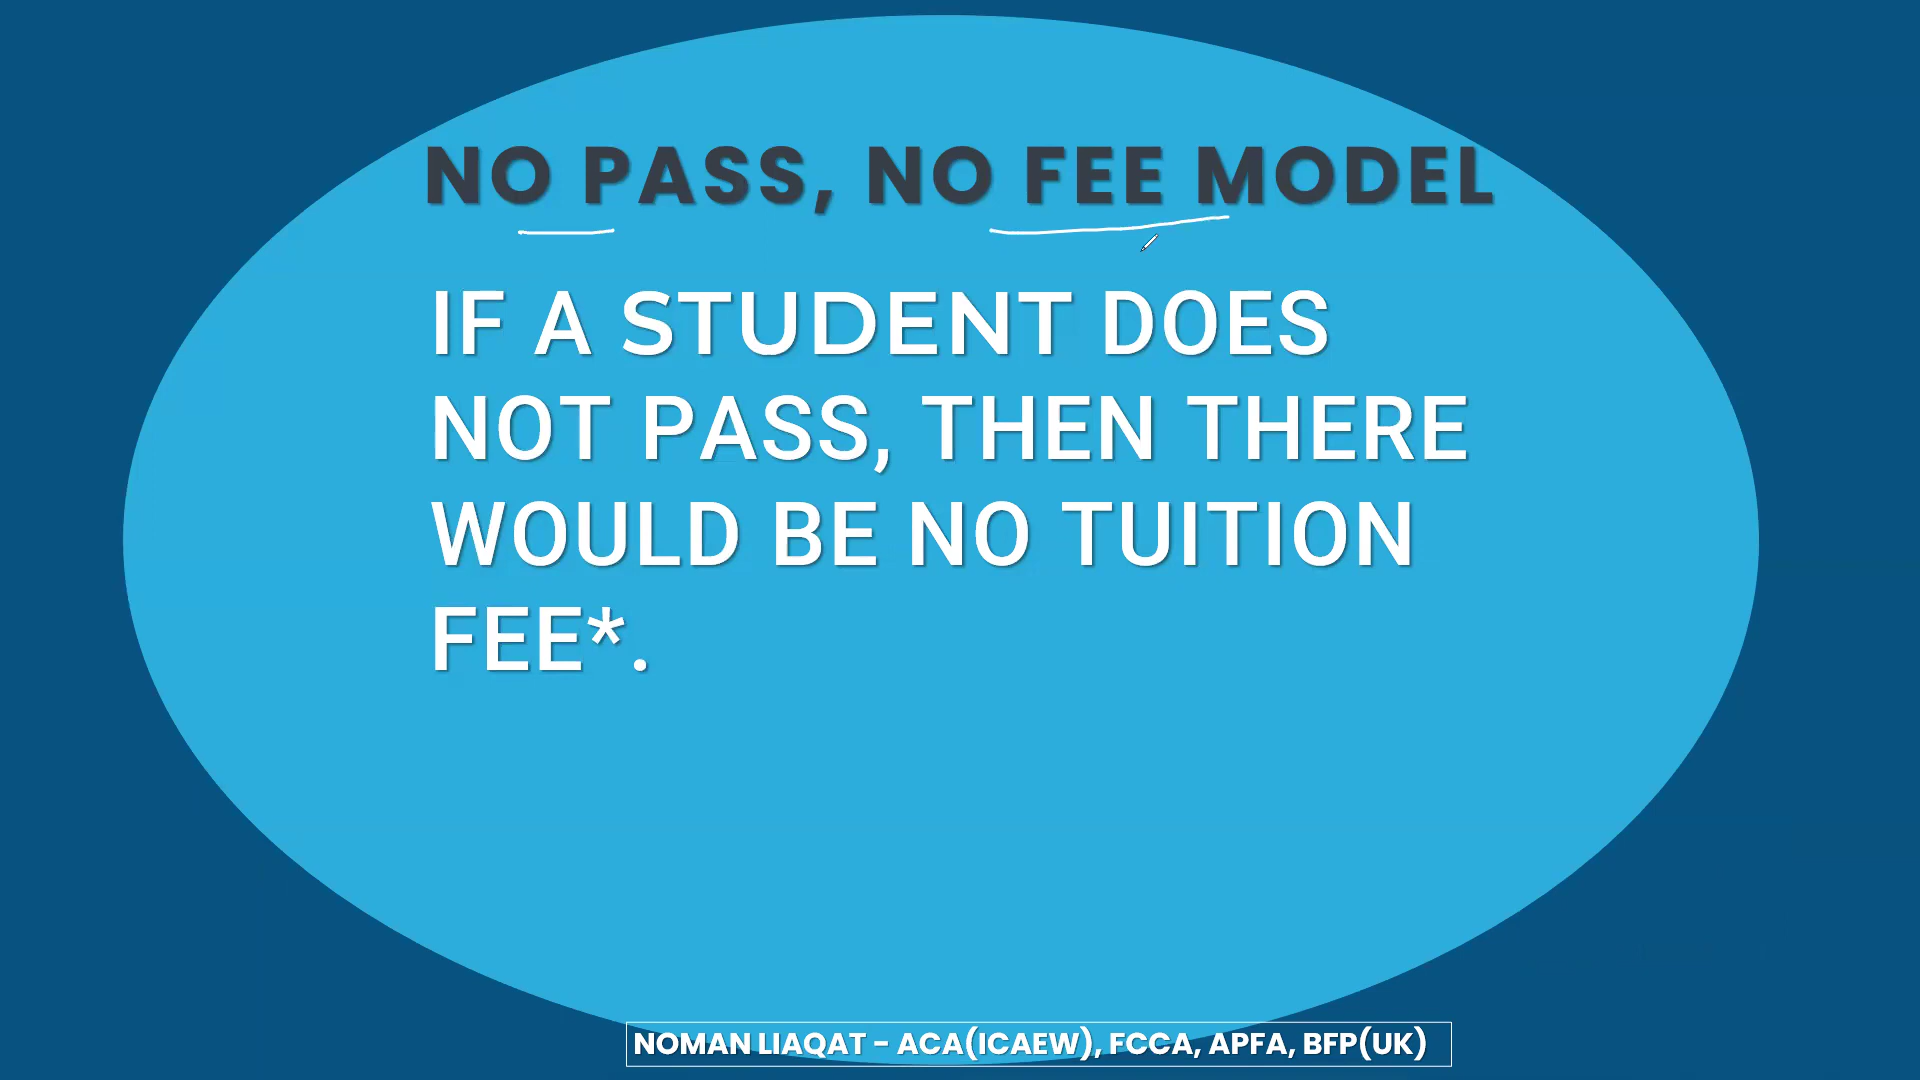 NO PASS, NO FEE MODEL
IF A STUDENT DOES
NOT PASS, THEN THERE
WOULD BE NO TUITION
FEE*.
NOMAN LIAQAT - ACA(ICAEW), FCCA, APFA, BFP(UK)